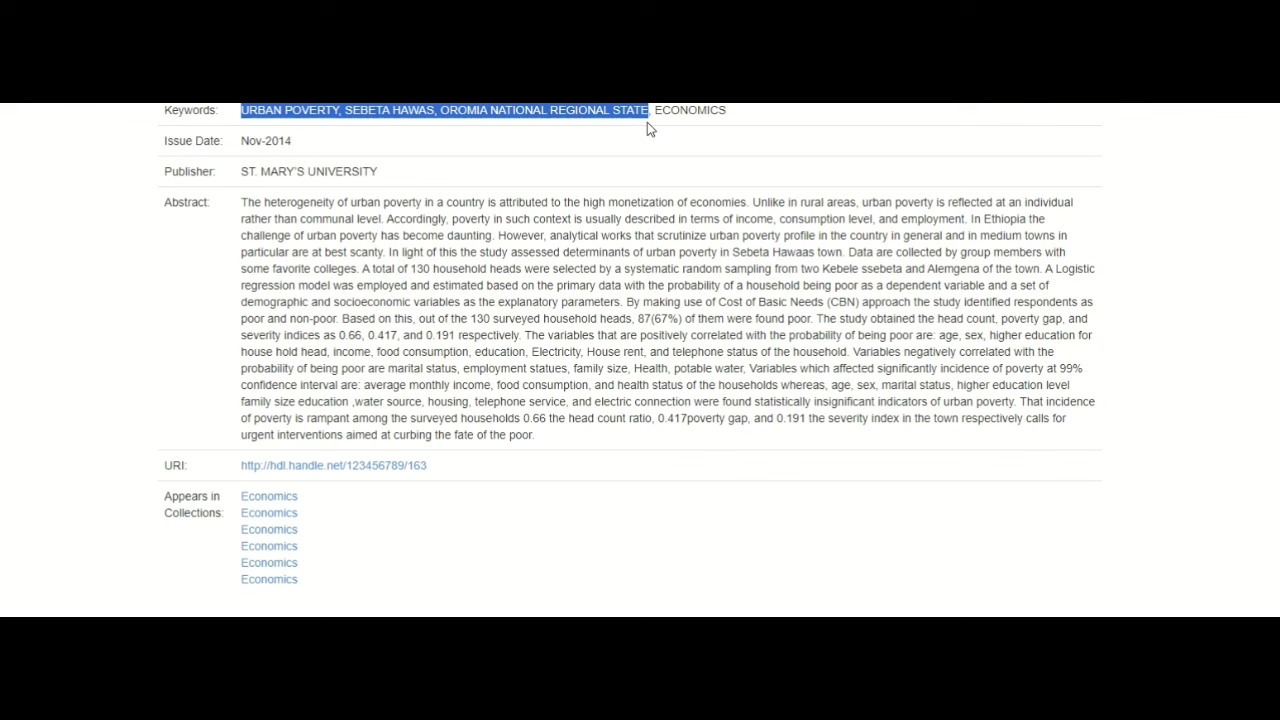 Keywords: URBAN POVERTY, SEBETA HAWAS, OROMIA NATIONAL REGIONAL STATE, ECONOMICS
Issue Date: Nov-2014
Publisher: ST. MARY'S UNIVERSITY
Abstract: The heterogeneity of urban poverty in a country is attributed to the high monetization of economies. Unlike in rural areas, urban poverty is reflected at an individual
rather than communal level. Accordingly, poverty in such context is usually described in terms of income, consumption level, and employment. In Ethiopia the
challenge of urban poverty has become daunting. However, analytical works that scrutinize urban poverty profile in the country in general and in medium towns in
particular are at best scanty. In light of this the study assessed determinants of urban poverty in Sebeta Hawaas town. Data are collected by group members with
some favorite colleges. A total of 130 household heads were selected by a systematic random sampling from two Kebele ssebeta and Alemgena of the town. A Logistic
regression model was employed and estimated based on the primary data with the probability of a household being poor as a dependent variable and a set of
demographic and socioeconomic variables as the explanatory parameters. By making use of Cost of Basic Needs (CBN) approach the study identified respondents as
poor and non-poor. Based on this, out of the 130 surveyed household heads, 87(67%) of them were found poor. The study obtained the head count, poverty gap, and
severity indices as 0.66, 0.417, and 0.191 respectively. The variables that are positively correlated with the probability of being poor are: age, sex, higher education for
house hold head, income, food consumption, education, Electricity, House rent, and telephone status of the household. Variables negatively correlated with the
probability of being poor are marital status, employment statues, family size, Health, potable water, Variables which affected significantly incidence of poverty at 99%
confidence interval are: average monthly income, food consumption, and health status of the households whereas, age, sex, marital status, higher education level
family size education ,water source, housing, telephone service, and electric connection were found statistically insignificant indicators of urban poverty. That incidence
of poverty is rampant among the surveyed households 0.66 the head count ratio, 0.417poverty gap, and 0.191 the severity index in the town respectively calls for
urgent interventions aimed at curbing the fate of the poor.
URI: http://hdl.handle.net/123456789/163
Appears in Collections: Economics
Economics
Economics
Economics
Economics
Economics